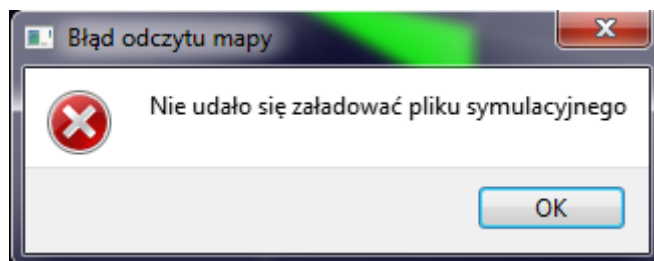 Błąd odczytu mapy
Nie udało się załadować pliku symulacyjnego
OK